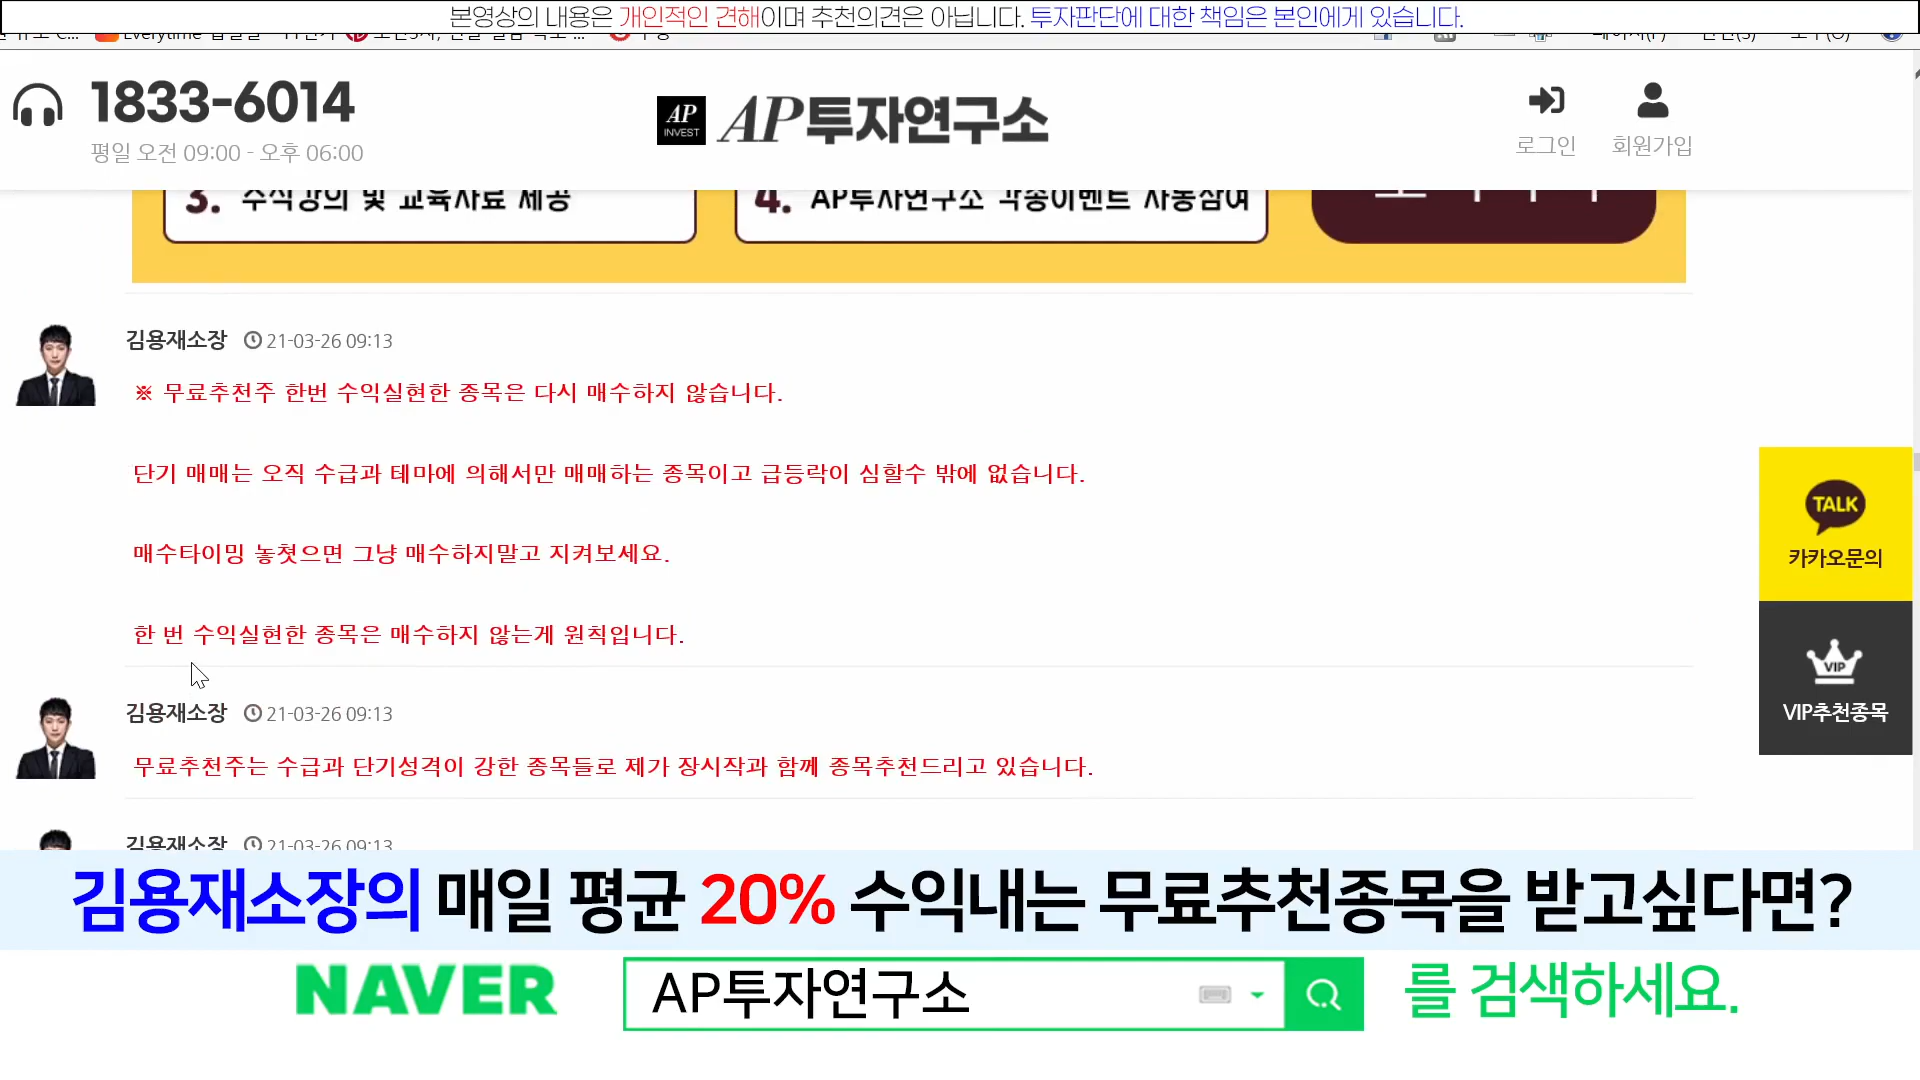 본영상의 내용은 개인적인 견해이며 추천의견은 아닙니다. 투자판단에 대한 책임은 본인에게 있습니다.
1833-6014
평일 오전 09:00 - 오후 06:00
AP INVEST AP투자연구소
로그인 회원가입
3. 주식강의 및 교육자료 제공
4. AP투자연구소 각종이벤트 자동참여
김용재소장 21-03-26 09:13
※ 무료추천주 한번 수익실현한 종목은 다시 매수하지 않습니다.
단기 매매는 오직 수급과 테마에 의해서만 매매하는 종목이고 급등락이 심할수 밖에 없습니다.
매수타이밍 놓쳣으면 그냥 매수하지말고 지켜보세요.
한 번 수익실현한 종목은 매수하지 않는게 원칙입니다.
TALK
카카오문의
VIP
VIP추천종목
김용재소장 21-03-26 09:13
무료추천주는 수급과 단기성격이 강한 종목들로 제가 장시작과 함께 종목추천드리고 있습니다.
김용재소장 21-03-26 09:13
김용재소장의 매일 평균 20% 수익내는 무료추천종목을 받고싶다면?
NAVER AP투자연구소 를 검색하세요.